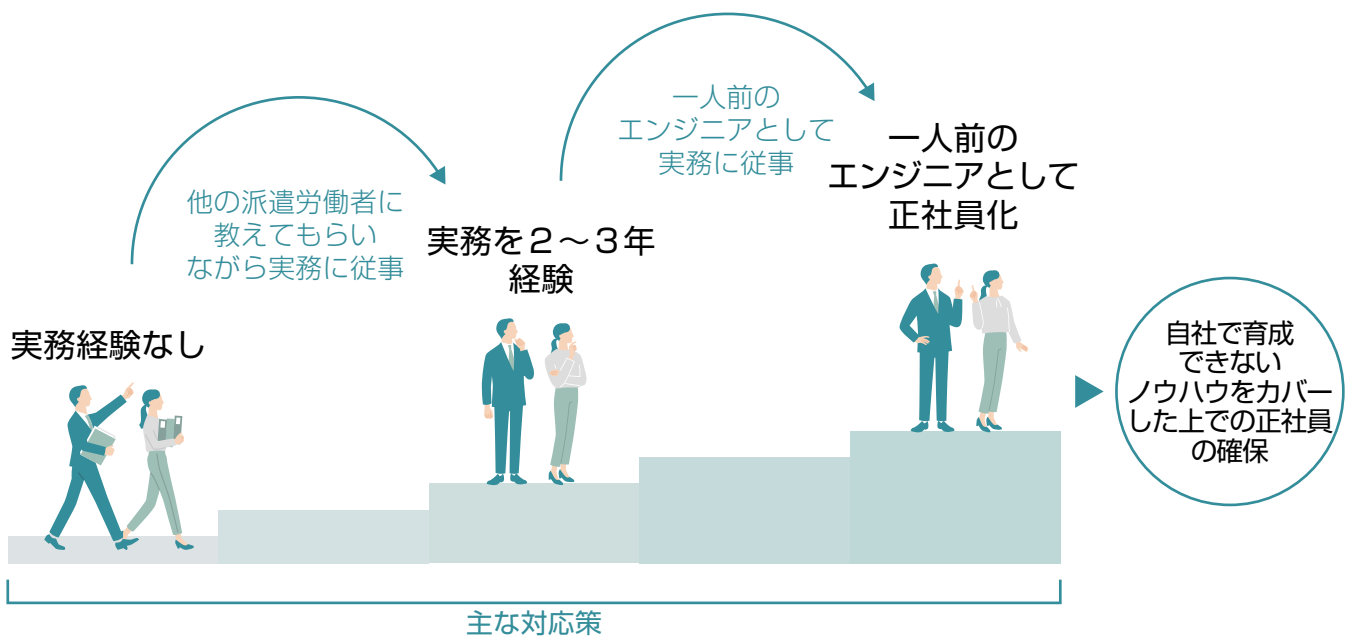 実務経験なし
他の派遣労働者に
教えてもらい
ながら実務に従事
実務を２～３年
経験
一人前の
エンジニアとして
実務に従事
一人前の
エンジニアとして
正社員化
自社で育成
できない
ノウハウをカバー
した上での正社員
の確保
主な対応策